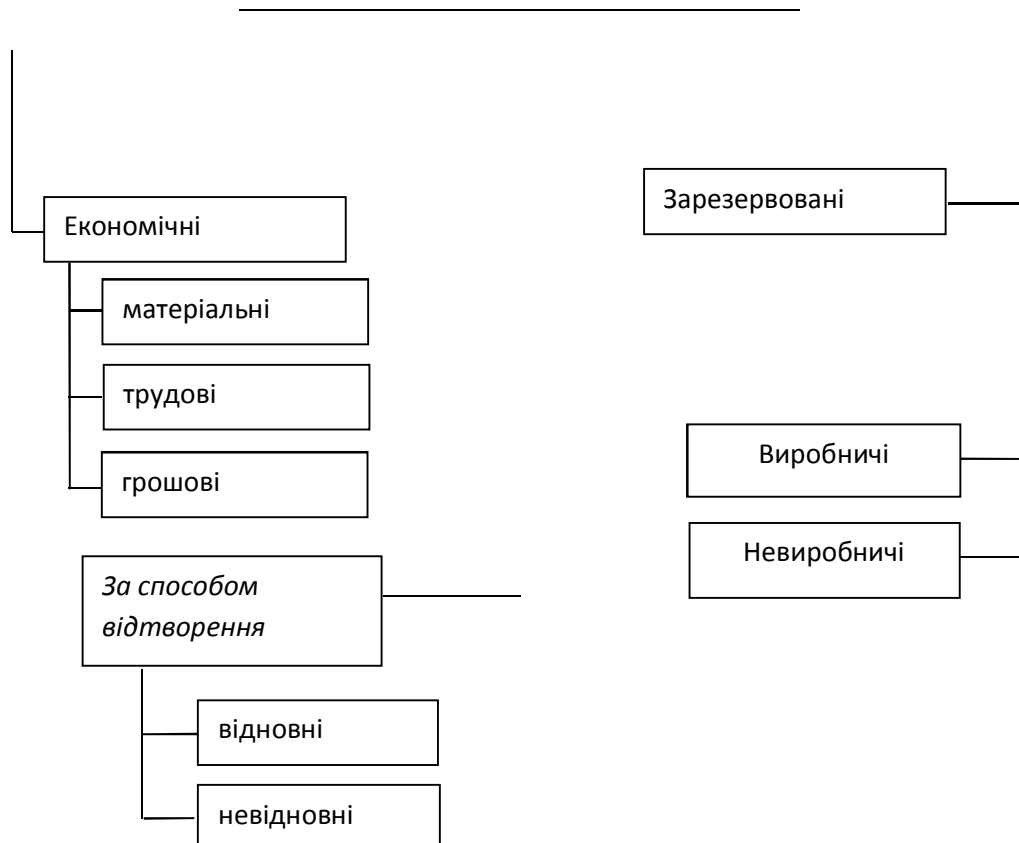 Економічні
Зарезервовані
матеріальні
трудові
грошові
Виробничі
Невиробничі
За способом
відтворення
відновні
невідновні